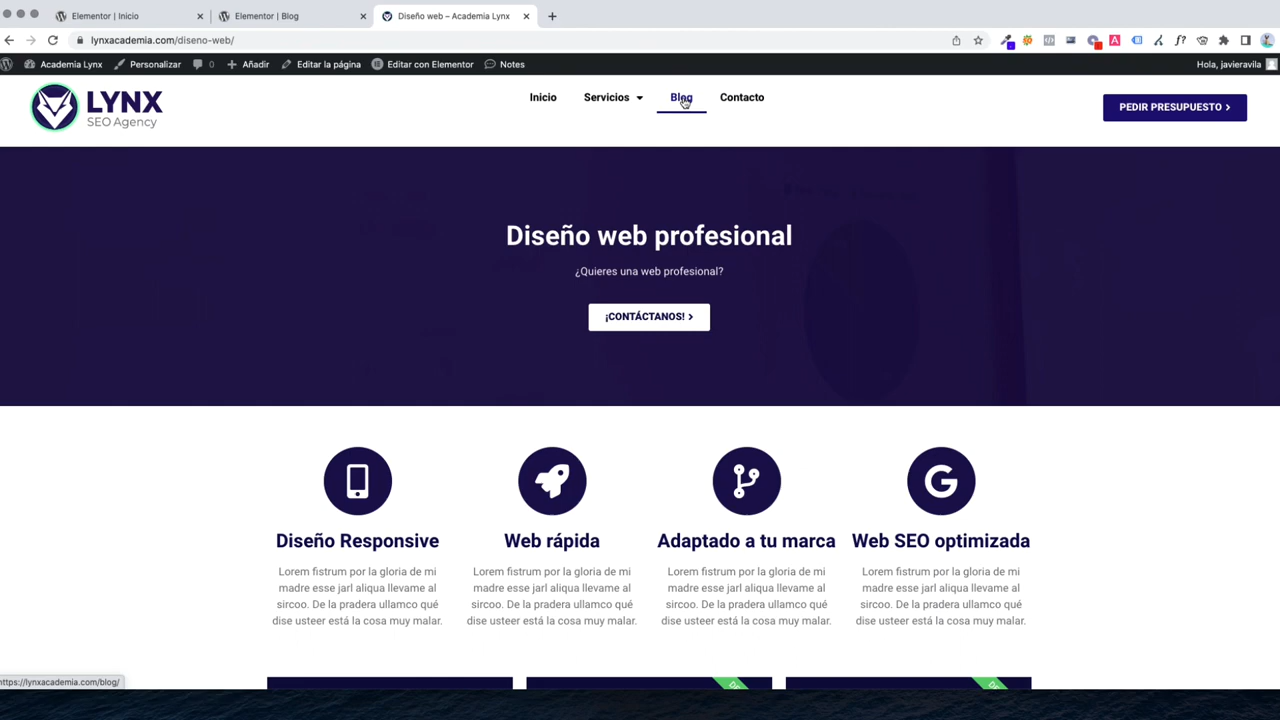 Elementor | Inicio
Elementor | Blog
Diseño web – Academia Lynx
lynxacademia.com/diseno-web/
Academia Lynx
Personalizar
0
Añadir
Editar la página
Editar con Elementor
Notes
Hola, javieravila
LYNX
SEO Agency
Inicio
Servicios
Blog
Contacto
PEDIR PRESUPUESTO
Diseño web profesional
¿Quieres una web profesional?
¡CONTÁCTANOS!
Diseño Responsive
Lorem fistrum por la gloria de mi
madre esse jarl aliqua llevame al
sircoo. De la pradera ullamco qué
dise usteer está la cosa muy malar.
Web rápida
Lorem fistrum por la gloria de mi
madre esse jarl aliqua llevame al
sircoo. De la pradera ullamco qué
dise usteer está la cosa muy malar.
Adaptado a tu marca
Lorem fistrum por la gloria de mi
madre esse jarl aliqua llevame al
sircoo. De la pradera ullamco qué
dise usteer está la cosa muy malar.
Web SEO optimizada
Lorem fistrum por la gloria de mi
madre esse jarl aliqua llevame al
sircoo. De la pradera ullamco qué
dise usteer está la cosa muy malar.
https://lynxacademia.com/blog/